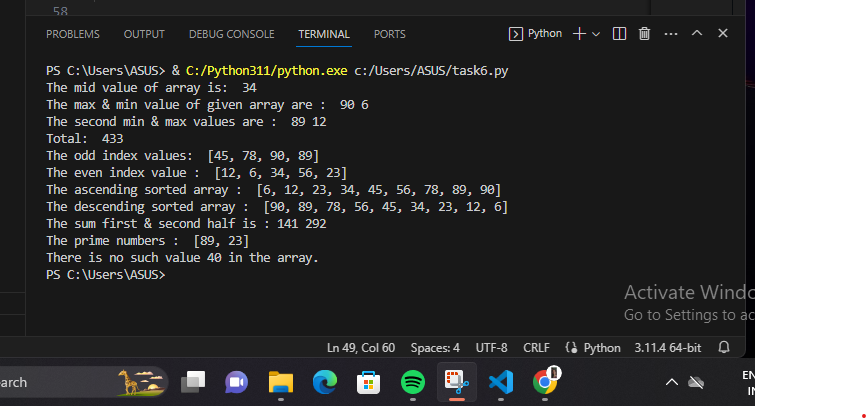 58
PROBLEMS OUTPUT DEBUG CONSOLE TERMINAL PORTS Python
PS C:\Users\ASUS> & C:/Python311/python.exe c:/Users/ASUS/task6.py
The mid value of array is:  34
The max & min value of given array are :  90 6
The second min & max values are :  89 12
Total:  433
The odd index values:  [45, 78, 90, 89]
The even index value :  [12, 6, 34, 56, 23]
The ascending sorted array :  [6, 12, 23, 34, 45, 56, 78, 89, 90]
The descending sorted array :  [90, 89, 78, 56, 45, 34, 23, 12, 6]
The sum first & second half is : 141 292
The prime numbers :  [89, 23]
There is no such value 40 in the array.
PS C:\Users\ASUS>
Activate Windo
Go to Settings to ac
Ln 49, Col 60 Spaces: 4 UTF-8 CRLF Python 3.11.4 64-bit
earch
EN
IN